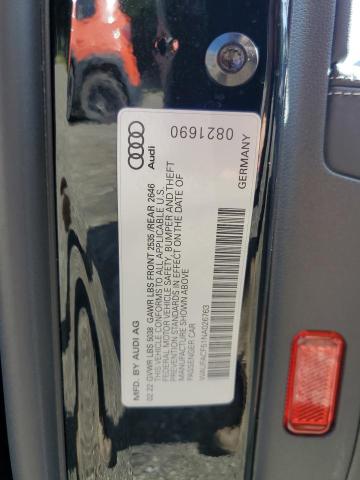 0821690
Audi
GERMANY
MFD. BY AUDI AG
02.22 GVWR LBS 5038 GAWR LBS FRONT 2535/REAR 2646
THIS VEHICLE CONFORMS TO ALL APPLICABLE U.S.
FEDERAL MOTOR VEHICLE SAFETY, BUMPER AND THEFT
PREVENTION STANDARDS IN EFFECT ON THE DATE OF
MANUFACTURE SHOWN ABOVE
PASSENGER CAR
WAUFACF51NA026763